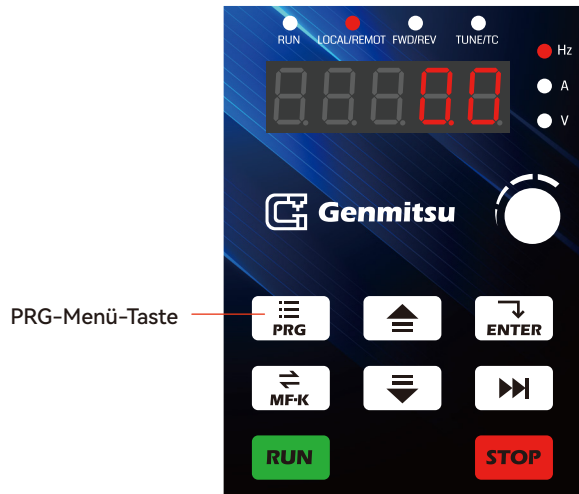 RUN LOCAL/REMOT FWD/REV TUNE/TC
Hz
0.0
A
V
Genmitsu
PRG-Menü-Taste
PRG
ENTER
MF·K
RUN
STOP